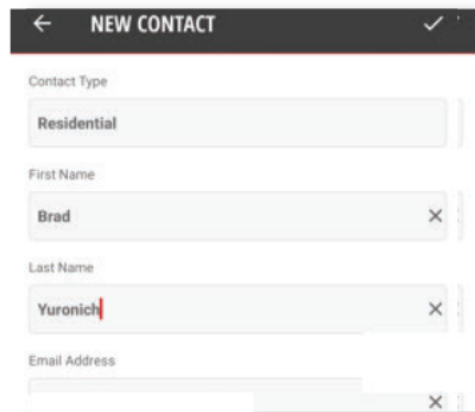 NEW CONTACT
Contact Type
Residential
First Name
Brad
Last Name
Yuronich
Email Address